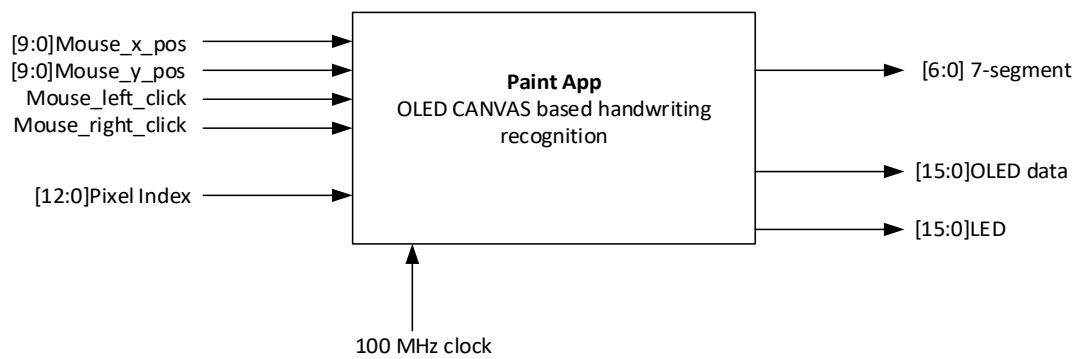 [9:0]Mouse_x_pos
[9:0]Mouse_y_pos
Mouse_left_click
Mouse_right_click
[12:0]Pixel Index
Paint App
OLED CANVAS based handwriting
recognition
[6:0] 7-segment
[15:0]OLED data
[15:0]LED
100 MHz clock